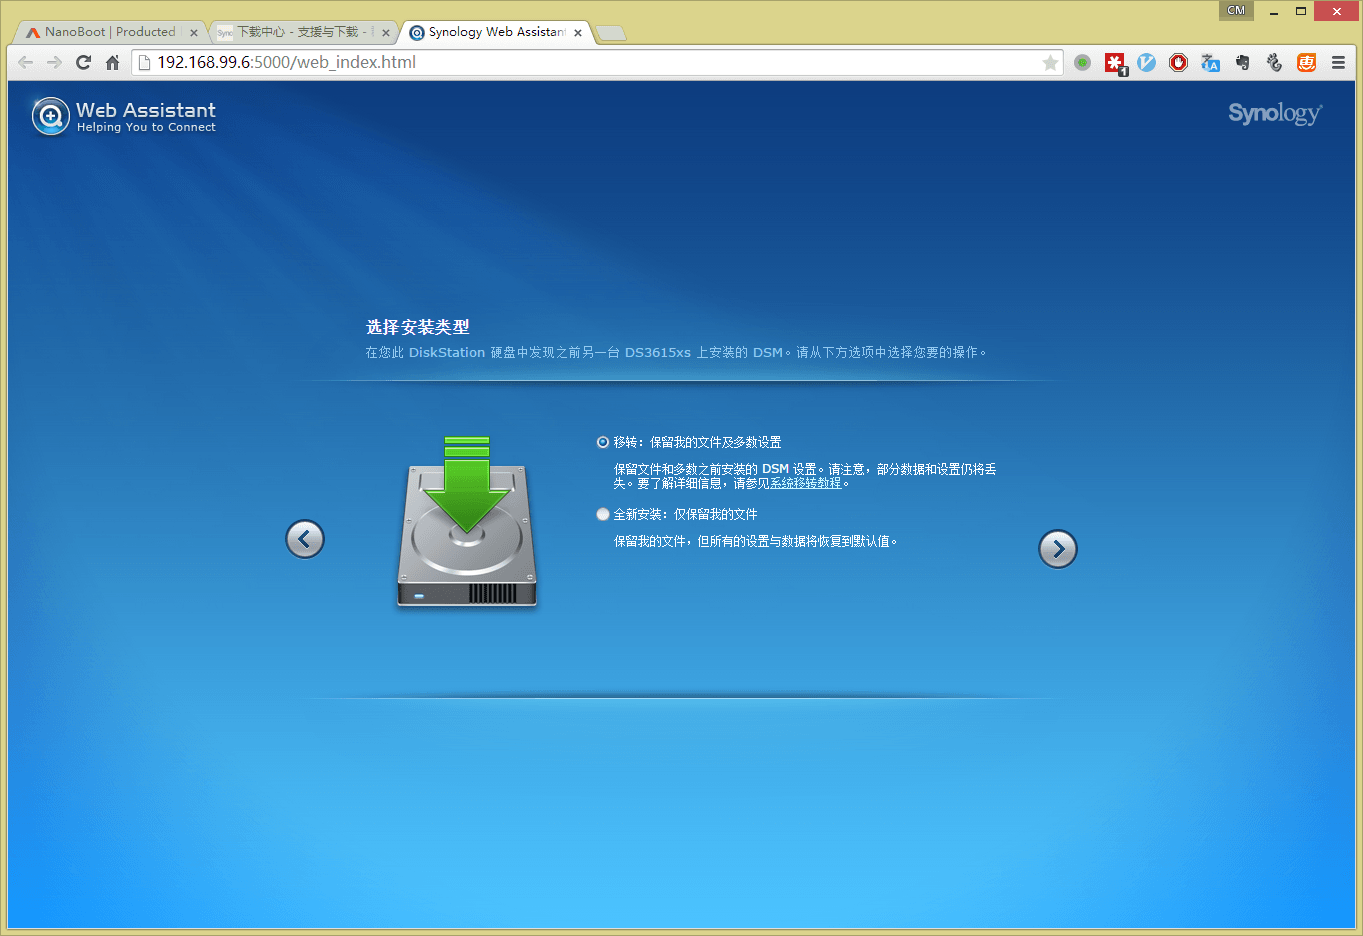 CM
NanoBoot | Producted
下载中心 - 支援与下载 -
Synology Web Assistant
192.168.99.6:5000/web_index.html
1
Web Assistant
Helping You to Connect
Synology
选择安装类型
在您此 DiskStation 硬盘中发现之前另一台 DS3615xs 上安装的 DSM。请从下方选项中选择您要的操作。
移转：保留我的文件及多数设置
保留文件和多数之前安装的 DSM 设置。请注意，部分数据和设置仍将丢
失。要了解详细信息，请参见系统移转教程。
全新安装：仅保留我的文件
保留我的文件，但所有的设置与数据将恢复到默认值。